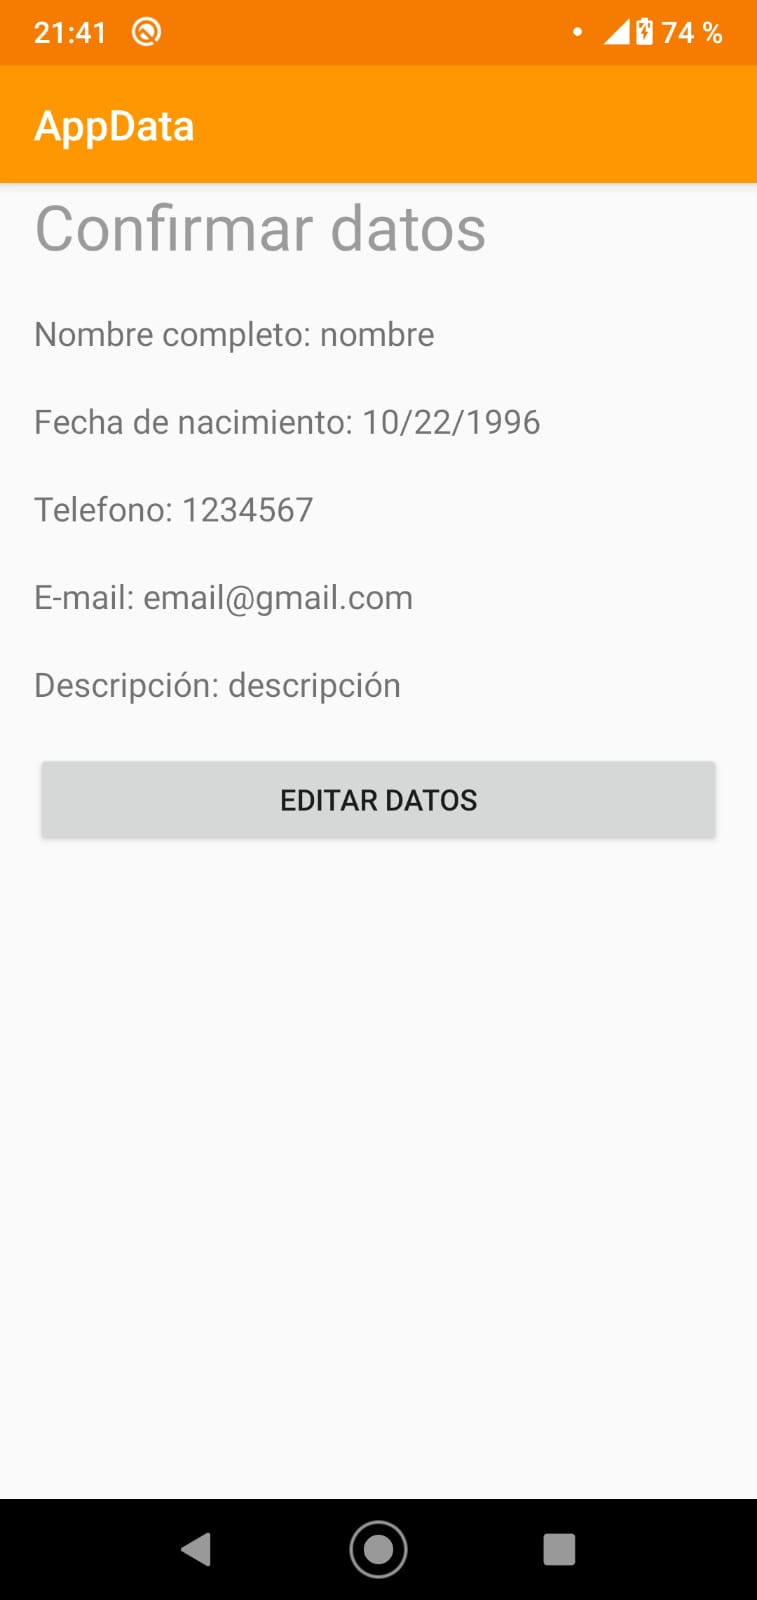 21:41 74 %
AppData
Confirmar datos
Nombre completo: nombre
Fecha de nacimiento: 10/22/1996
Telefono: 1234567
E-mail: email@gmail.com
Descripción: descripción
EDITAR DATOS